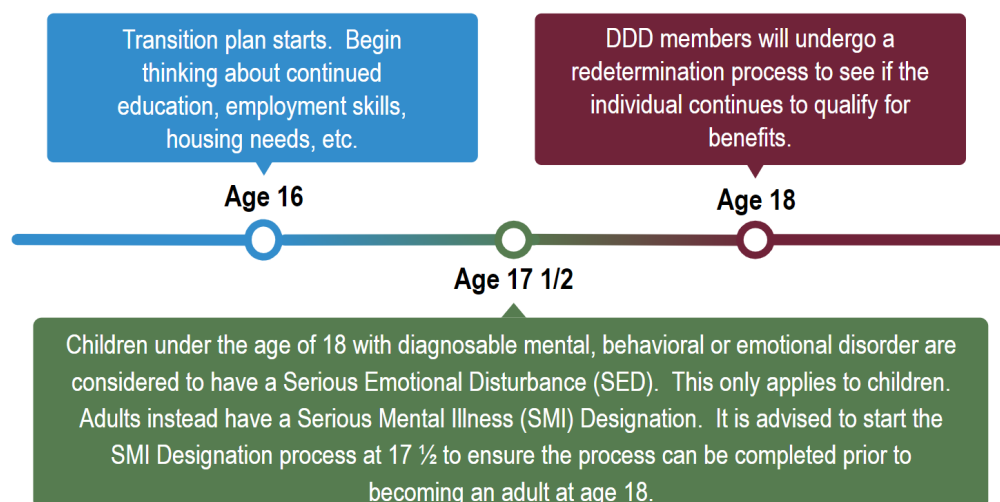 Transition plan starts.  Begin
thinking about continued
education, employment skills,
housing needs, etc.
DDD members will undergo a
redetermination process to see if the
individual continues to qualify for
benefits.
Age 16
Age 18
Age 17 1/2
Children under the age of 18 with diagnosable mental, behavioral or emotional disorder are
considered to have a Serious Emotional Disturbance (SED).  This only applies to children.
Adults instead have a Serious Mental Illness (SMI) Designation.  It is advised to start the
SMI Designation process at 17 ½ to ensure the process can be completed prior to
becoming an adult at age 18.